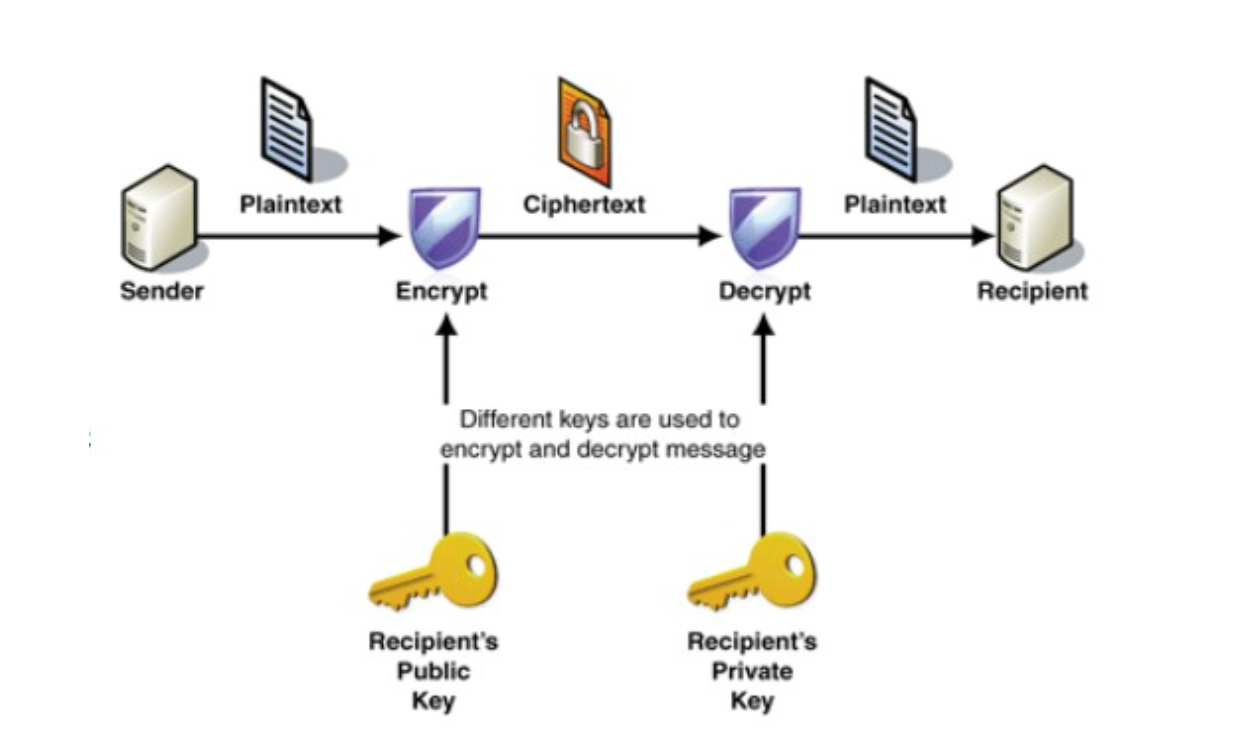 Plaintext
Ciphertext
Plaintext
Sender
Encrypt
Decrypt
Recipient
Different keys are used to
encrypt and decrypt message
Recipient's
Public
Key
Recipient's
Private
Key